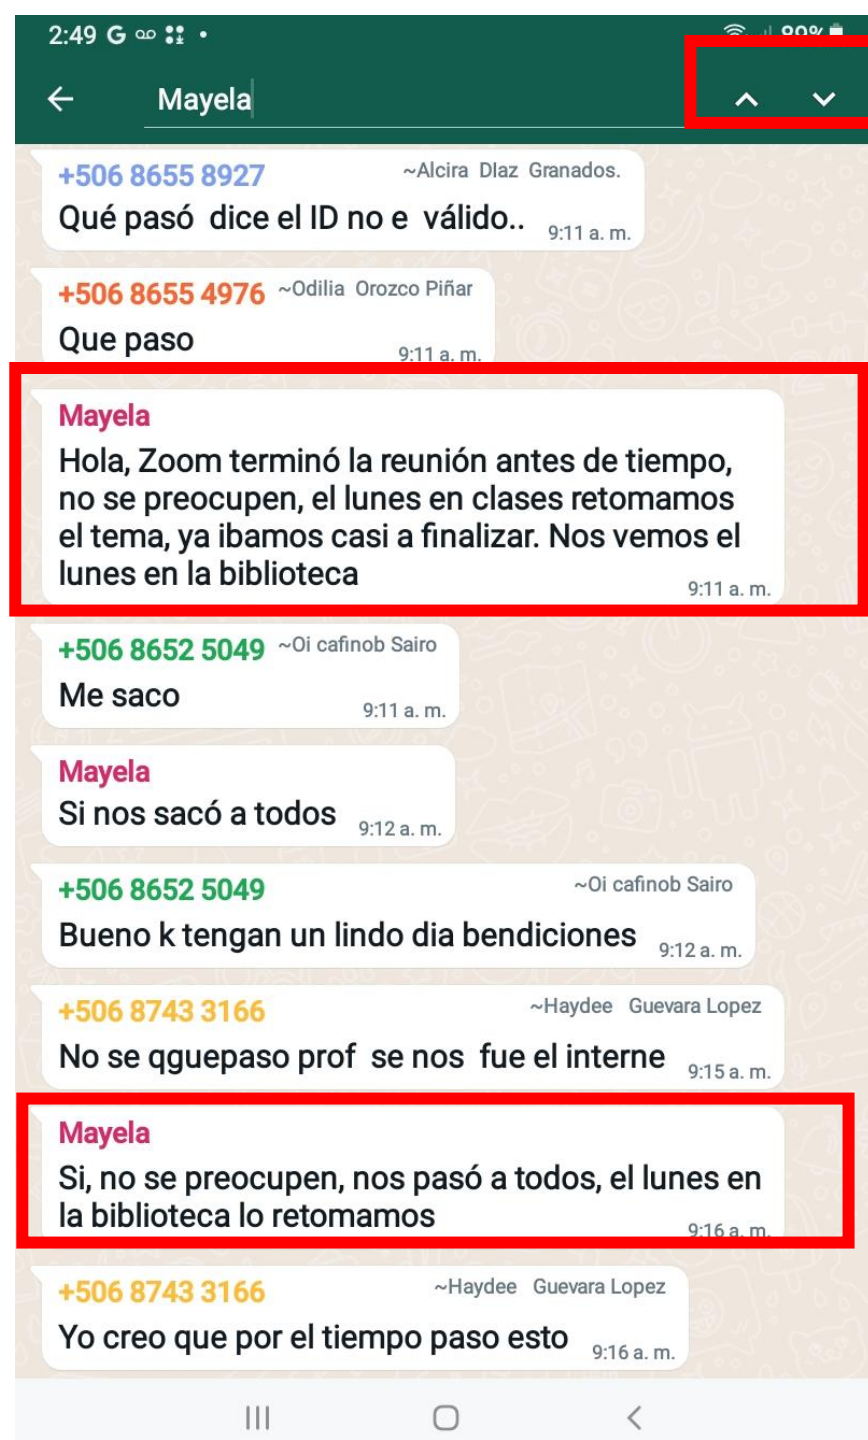 2:49 G
89%
Mayela
+506 8655 8927 ~Alcira DIaz Granados.
Qué pasó dice el ID no e válido.. 9:11 a. m.
+506 8655 4976 ~Odilia Orozco Piñar
Que paso 9:11 a. m.
Mayela
Hola, Zoom terminó la reunión antes de tiempo,
no se preocupen, el lunes en clases retomamos
el tema, ya ibamos casi a finalizar. Nos vemos el
lunes en la biblioteca 9:11 a. m.
+506 8652 5049 ~Oi cafinob Sairo
Me saco 9:11 a. m.
Mayela
Si nos sacó a todos 9:12 a. m.
+506 8652 5049 ~Oi cafinob Sairo
Bueno k tengan un lindo dia bendiciones 9:12 a. m.
+506 8743 3166 ~Haydee Guevara Lopez
No se qguepaso prof se nos fue el interne 9:15 a. m.
Mayela
Si, no se preocupen, nos pasó a todos, el lunes en
la biblioteca lo retomamos 9:16 a. m.
+506 8743 3166 ~Haydee Guevara Lopez
Yo creo que por el tiempo paso esto 9:16 a. m.